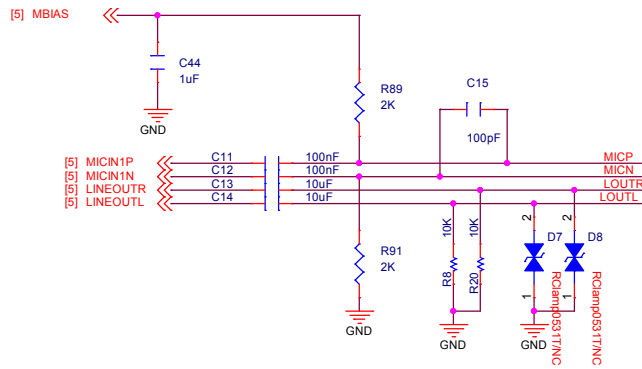 [5] MBIAS
C44
1uF
GND
R89
2K
C15
100pF
[5] MICIN1P C11 100nF MICP
[5] MICIN1N C12 100nF MICN
[5] LINEOUTR C13 10uF LOUTR
[5] LINEOUTL C14 10uF LOUTL
R91
2K
GND
10K
R8
10K
R20
GND
2
D7
1
RClamp0531T/NC
2
D8
1
RClamp0531T/NC
GND